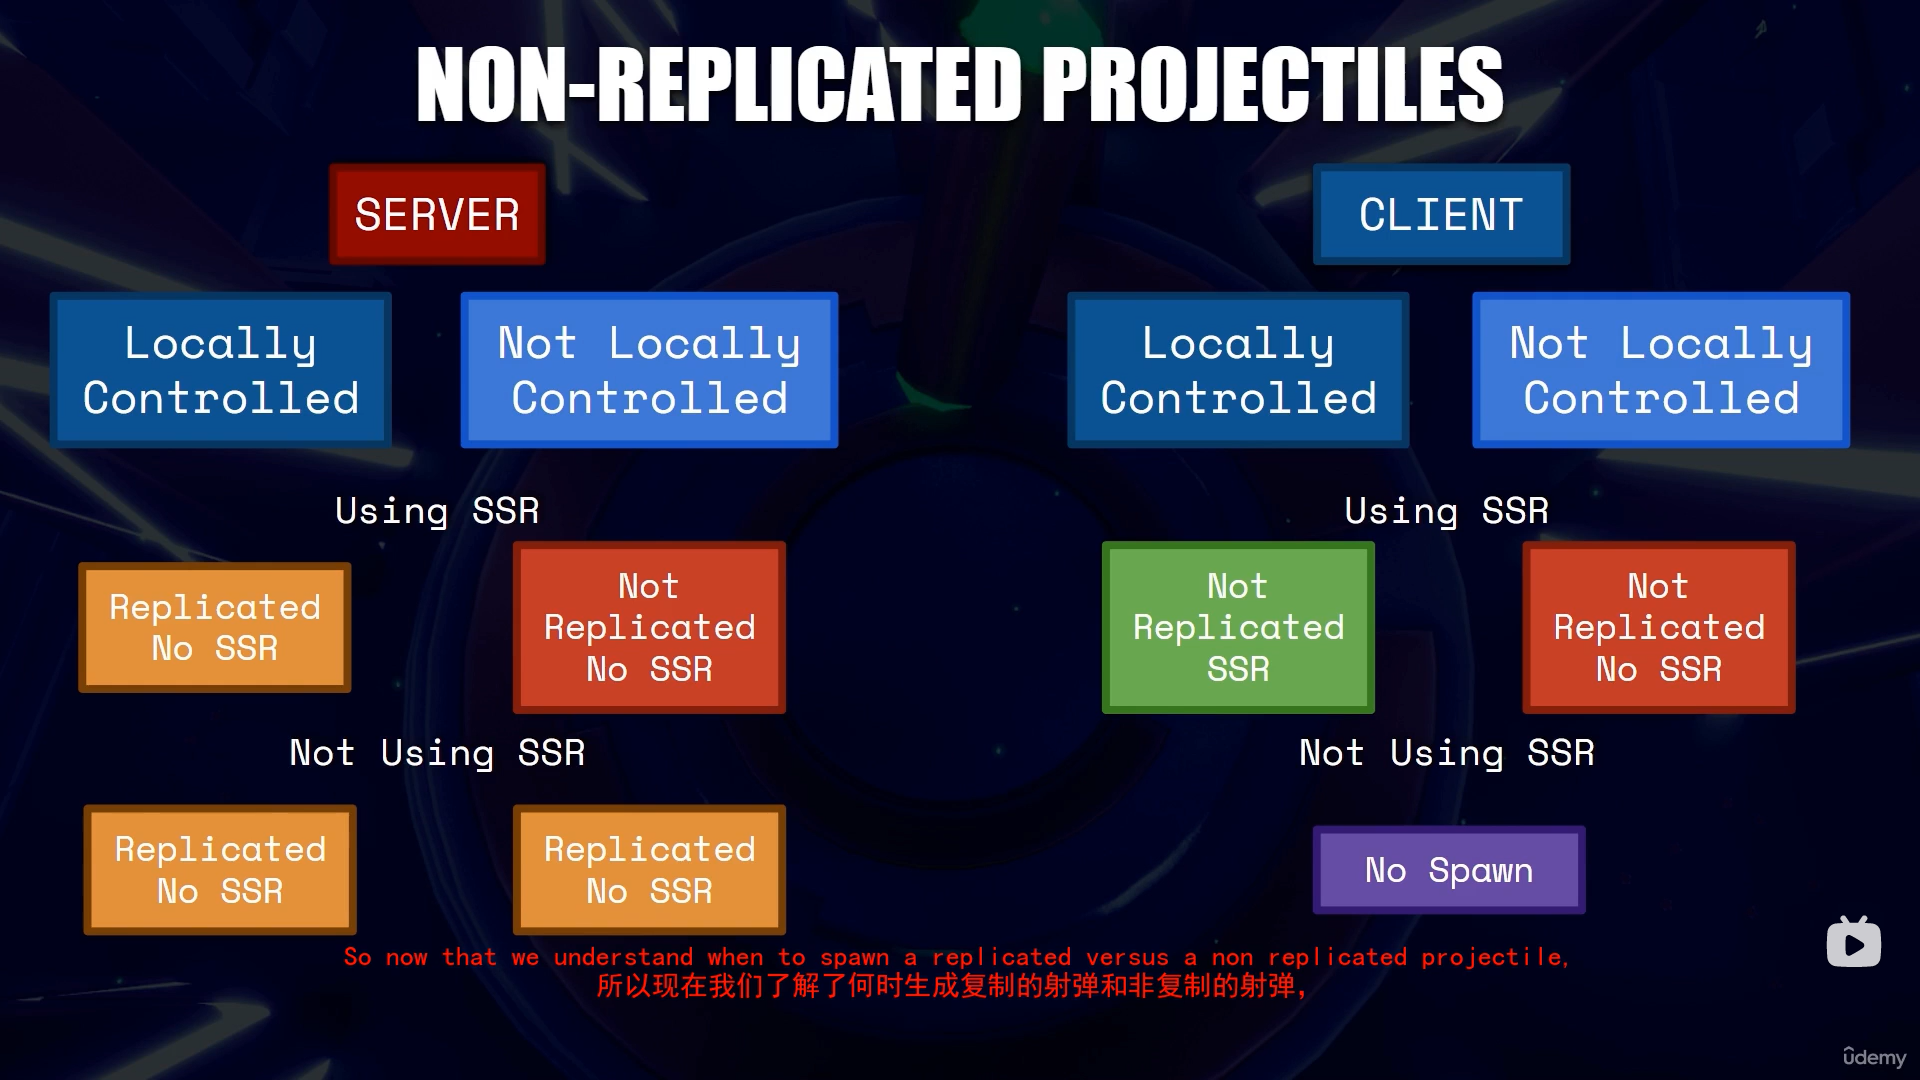 NON-REPLICATED PROJECTILES
SERVER
CLIENT
Locally
Controlled
Not Locally
Controlled
Locally
Controlled
Not Locally
Controlled
Using SSR
Using SSR
Replicated
No SSR
Not
Replicated
No SSR
Not
Replicated
SSR
Not
Replicated
No SSR
Not Using SSR
Not Using SSR
Replicated
No SSR
Replicated
No SSR
No Spawn
So now that we understand when to spawn a replicated versus a non replicated projectile,
所以现在我们了解了何时生成复制的射弹和非复制的射弹，
udemy